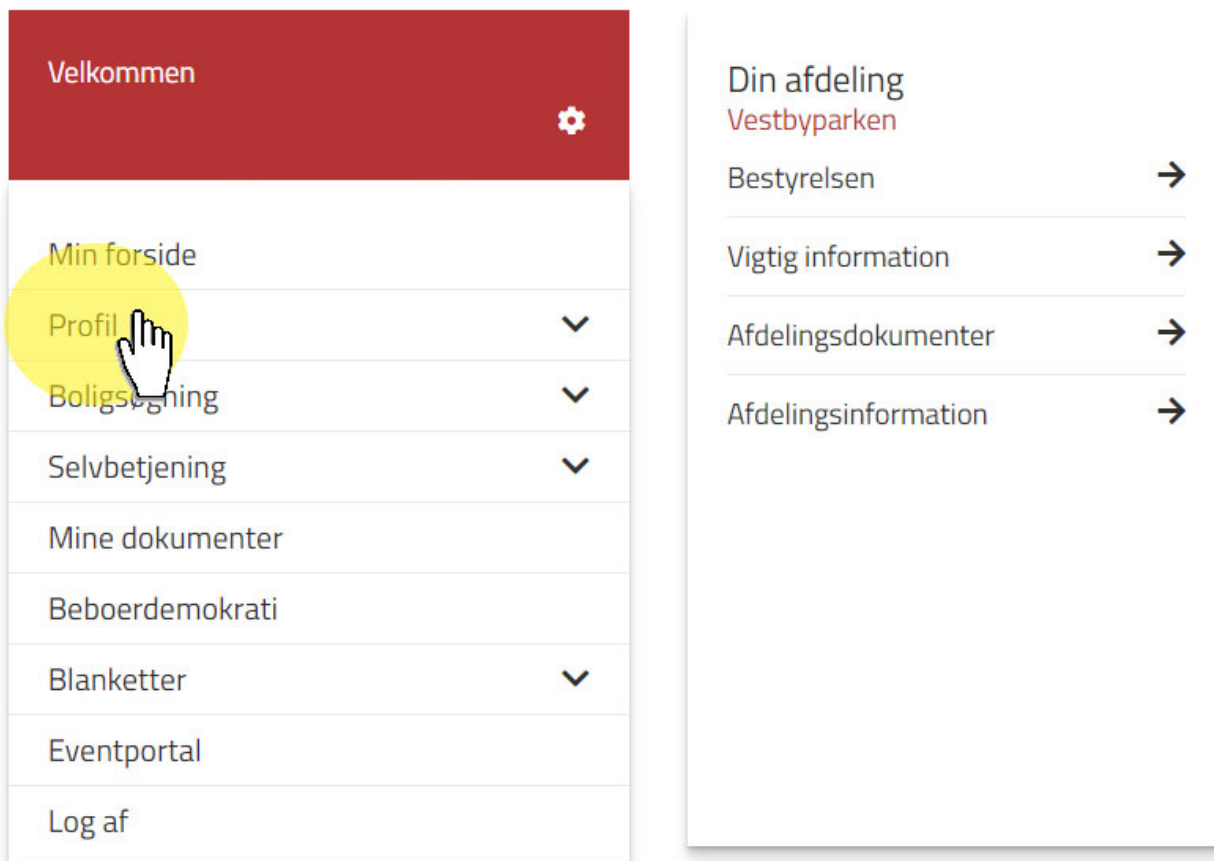 Velkommen
Min forside
Profil
Boligsøgning
Selvbetjening
Mine dokumenter
Beboerdemokrati
Blanketter
Eventportal
Log af
Din afdeling
Vestbyparken
Bestyrelsen
Vigtig information
Afdelingsdokumenter
Afdelingsinformation